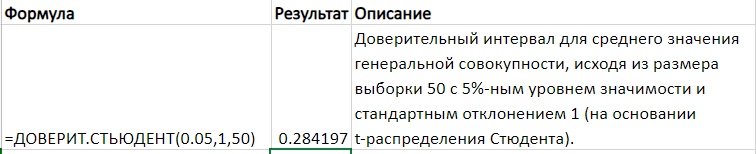 Формула Результат Описание
Доверительный интервал для среднего значения
генеральной совокупности, исходя из размера
выборки 50 с 5%-ным уровнем значимости и
стандартным отклонением 1 (на основании
=ДОВЕРИТ.СТЬЮДЕНТ(0.05,1,50) 0.284197 t-распределения Стюдента).